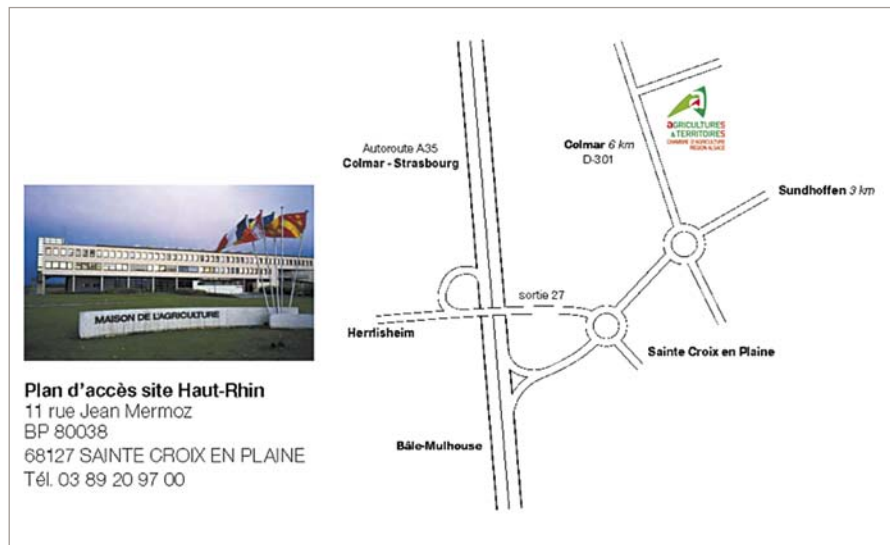 MAISON DE L'AGRICULTURE
Plan d'accès site Haut-Rhin
11 rue Jean Mermoz
BP 80038
68127 SAINTE CROIX EN PLAINE
Tél. 03 89 20 97 00
Autoroute A35
Colmar - Strasbourg
Colmar 6 km
D-301
AGRICULTURES
& TERRITOIRES
CHAMBRE D'AGRICULTURE
RÉGION ALSACE
Sundhoffen 3 km
sortie 27
Herrlisheim
Sainte Croix en Plaine
Bâle-Mulhouse